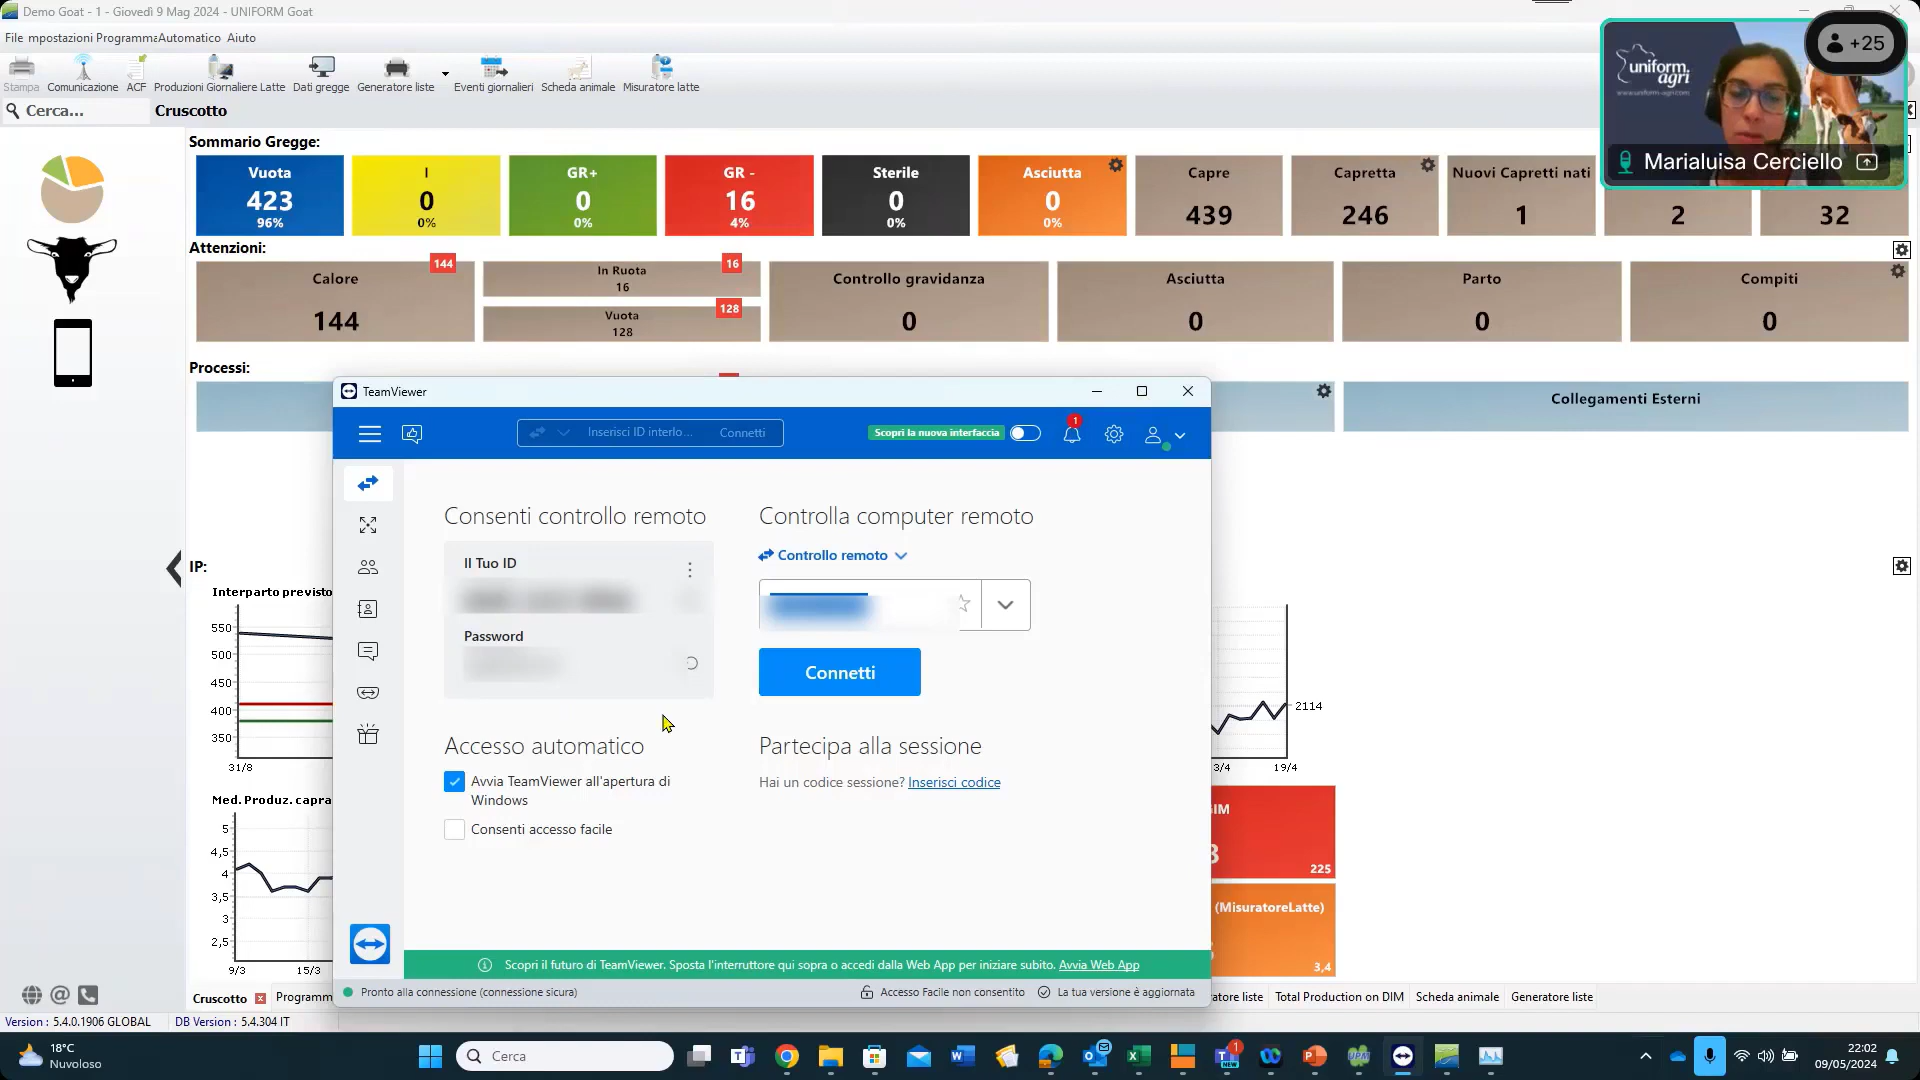 Demo Goat - 1 - Giovedì 9 Mag 2024 - UNIFORM Goat
File mpostazioni ProgrammaAutomatico Aiuto
Stampa Comunicazione ACF Produzioni Giornaliere Latte Dati gregge Generatore liste Eventi giornalieri Scheda animale Misuratore latte
Cerca... Cruscotto
+25
uniform.
agri
www.uniform-agri.com
Marialuisa Cerciello
Sommario Gregge:
Vuota I GR+ GR - Sterile Asciutta Capre Capretta Nuovi Capretti nati
423 0 0 16 0 0 439 246 1 2 32
96% 0% 0% 4% 0% 0%
Attenzioni:
Calore 144 In Ruota 16 Controllo gravidanza Asciutta Parto Compiti
16
144 Vuota 128 0 0 0 0
128
Processi:
Collegamenti Esterni
TeamViewer
Inserisci ID interlo... Connetti Scopri la nuova interfaccia 1
Consenti controllo remoto
Il Tuo ID
Password
Controlla computer remoto
Controllo remoto
Connetti
Accesso automatico
Avvia TeamViewer all'apertura di
Windows
Consenti accesso facile
Partecipa alla sessione
Hai un codice sessione? Inserisci codice
Scopri il futuro di TeamViewer. Sposta l'interruttore qui sopra o accedi dalla Web App per iniziare subito. Avvia Web App
Pronto alla connessione (connessione sicura) Accesso Facile non consentito La tua versione è aggiornata
IP:
Interparto previsto
550
500
450
400
350
31/8
2114
3/4 19/4
Med. Produz. capra
5
4,5
4
3,5
3
2,5
9/3 15/3
IM
225
(MisuratoreLatte)
3,4
Cruscotto Programm ratore liste Total Production on DIM Scheda animale Generatore liste
Version : 5.4.0.1906 GLOBAL DB Version : 5.4.304 IT
18°C
Nuvoloso
Cerca
1
NEW
UPA!
22:02
09/05/2024